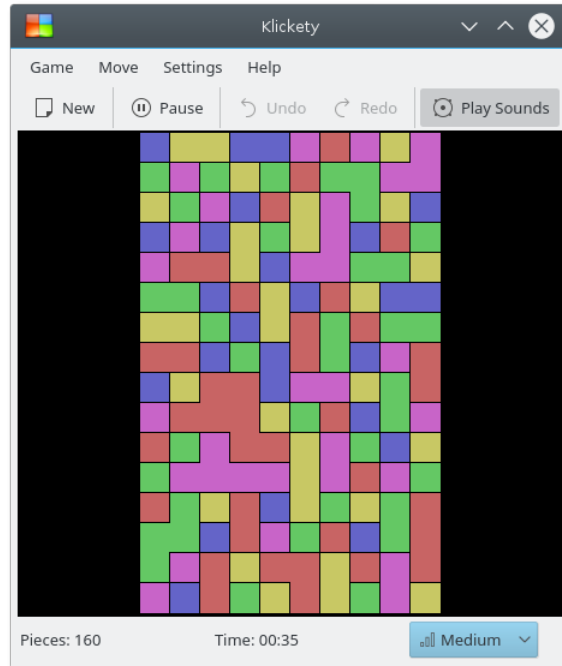 Klickety
Game Move Settings Help
New Pause Undo Redo Play Sounds
Pieces: 160 Time: 00:35 Medium